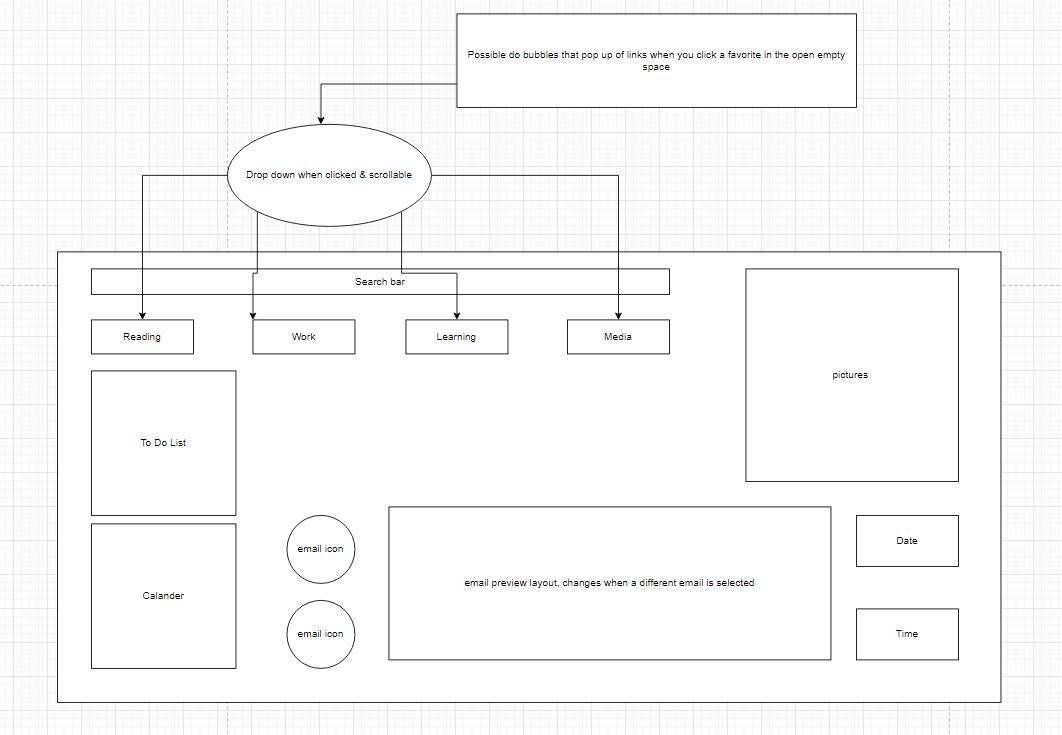 Possible do bubbles that pop up of links when you click a favorite in the open empty
space
Drop down when clicked & scrollable
Search bar
Reading
Work
Learning
Media
pictures
To Do List
email icon
email preview layout, changes when a different email is selected
Date
Calander
email icon
Time